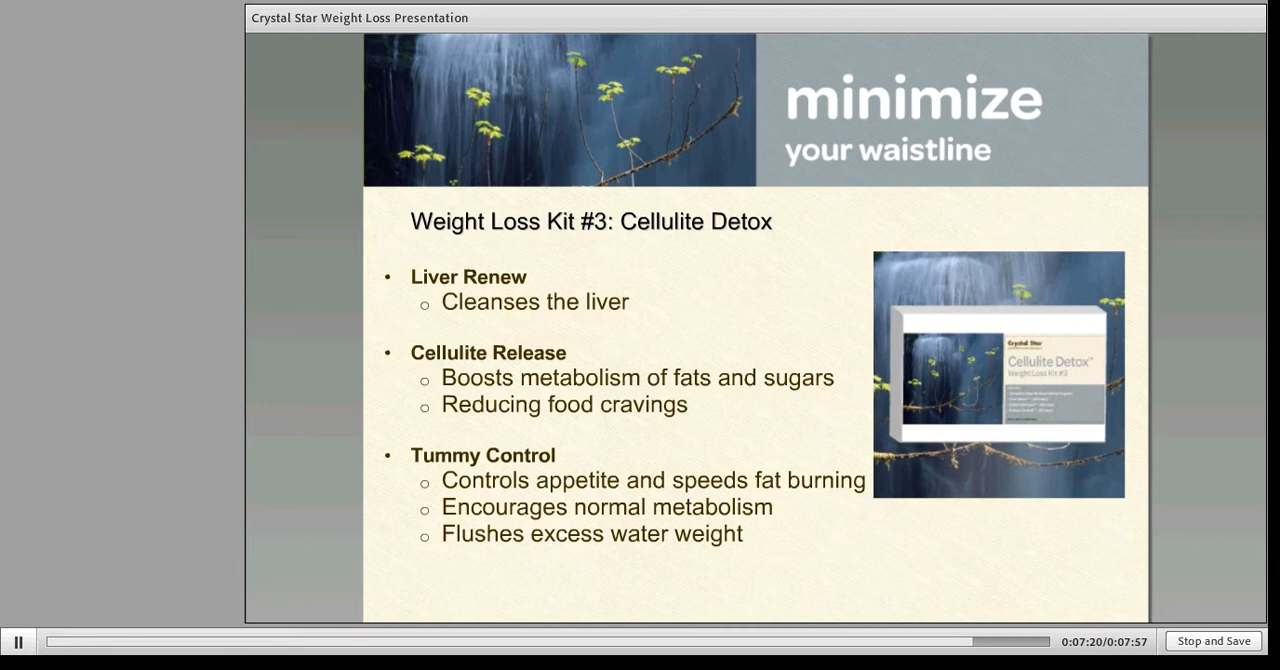 Crystal Star Weight Loss Presentation
minimize
your waistline
Weight Loss Kit #3: Cellulite Detox
• Liver Renew
o Cleanses the liver
• Cellulite Release
o Boosts metabolism of fats and sugars
o Reducing food cravings
• Tummy Control
o Controls appetite and speeds fat burning
o Encourages normal metabolism
o Flushes excess water weight
Crystal Star
Cellulite Detox™
Weight Loss Kit #3
0:07:20/0:07:57
Stop and Save